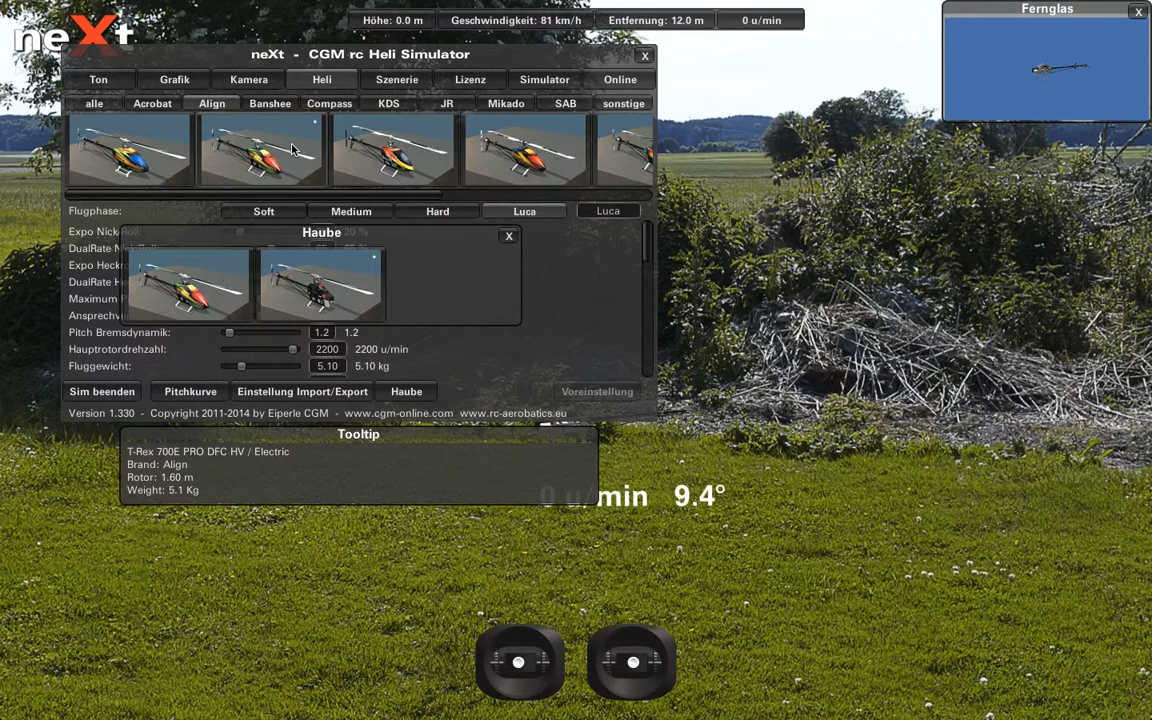 Höhe: 0.0 m Geschwindigkeit: 81 km/h Entfernung: 12.0 m 0 u/min
Fernglas X
neXt
neXt - CGM rc Heli Simulator X
Ton Grafik Kamera Heli Szenerie Lizenz Simulator Online
alle Acrobat Align Banshee Compass KDS JR Mikado SAB sonstige
Flugphase: Soft Medium Hard Luca Luca
Expo Nick/Roll: 20 %
Haube X
DualRate
Expo
DualRate
Maximum
Pitch Bremsdynamik: 1.2 1.2
Hauptrotordrehzahl: 2200 2200 u/min
Fluggewicht: 5.10 5.10 kg
Sim beenden Pitchkurve Einstellung Import/Export Haube Voreinstellung
Version 1.330 - Copyright 2011-2014 by Eiperle CGM - www.cgm-online.com www.rc-aerobatics.eu
Tooltip
T-Rex 700E PRO DFC HV / Electric
Brand: Align
Rotor: 1.60 m
Weight: 5.1 Kg
0 u/min 9.4°